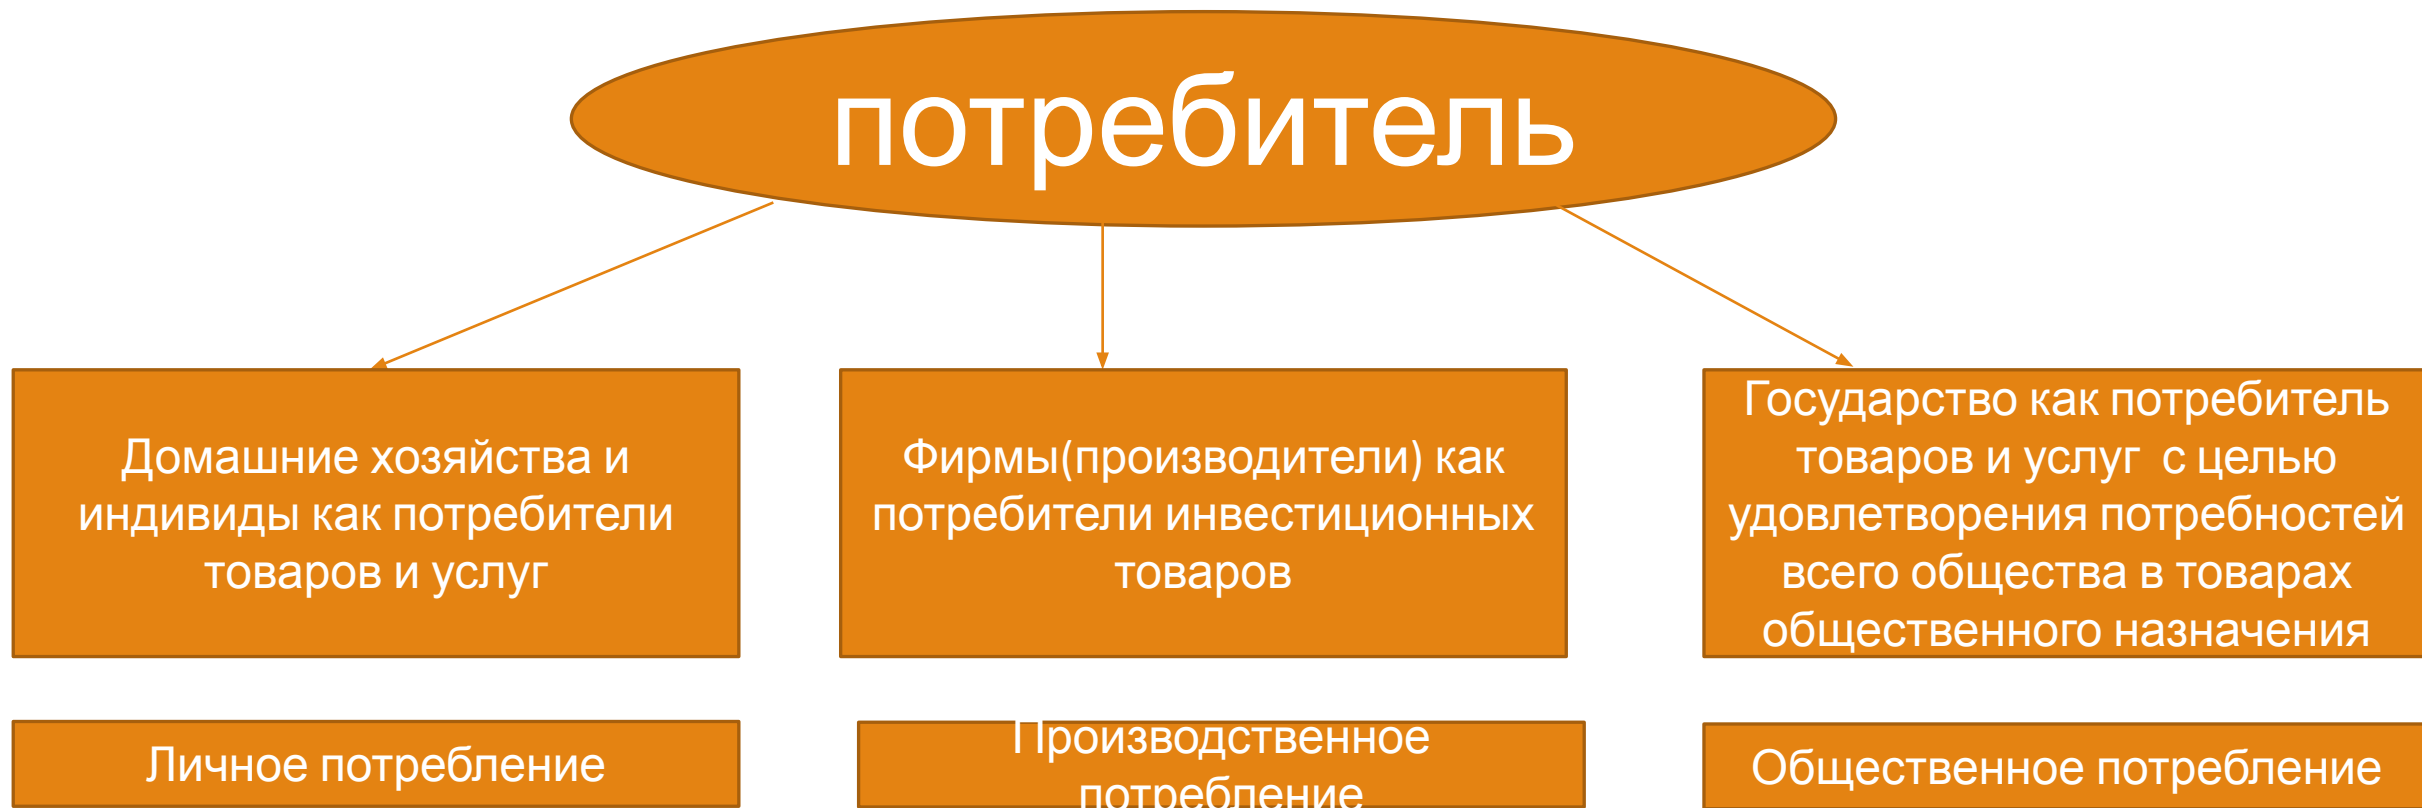 потребитель
Домашние хозяйства и
индивиды как потребители
товаров и услуг
Фирмы(производители) как
потребители инвестиционных
товаров
Государство как потребитель
товаров и услуг  с целью
удовлетворения потребностей
всего общества в товарах
общественного назначения
Личное потребление
Производственное
потребление
Общественное потребление